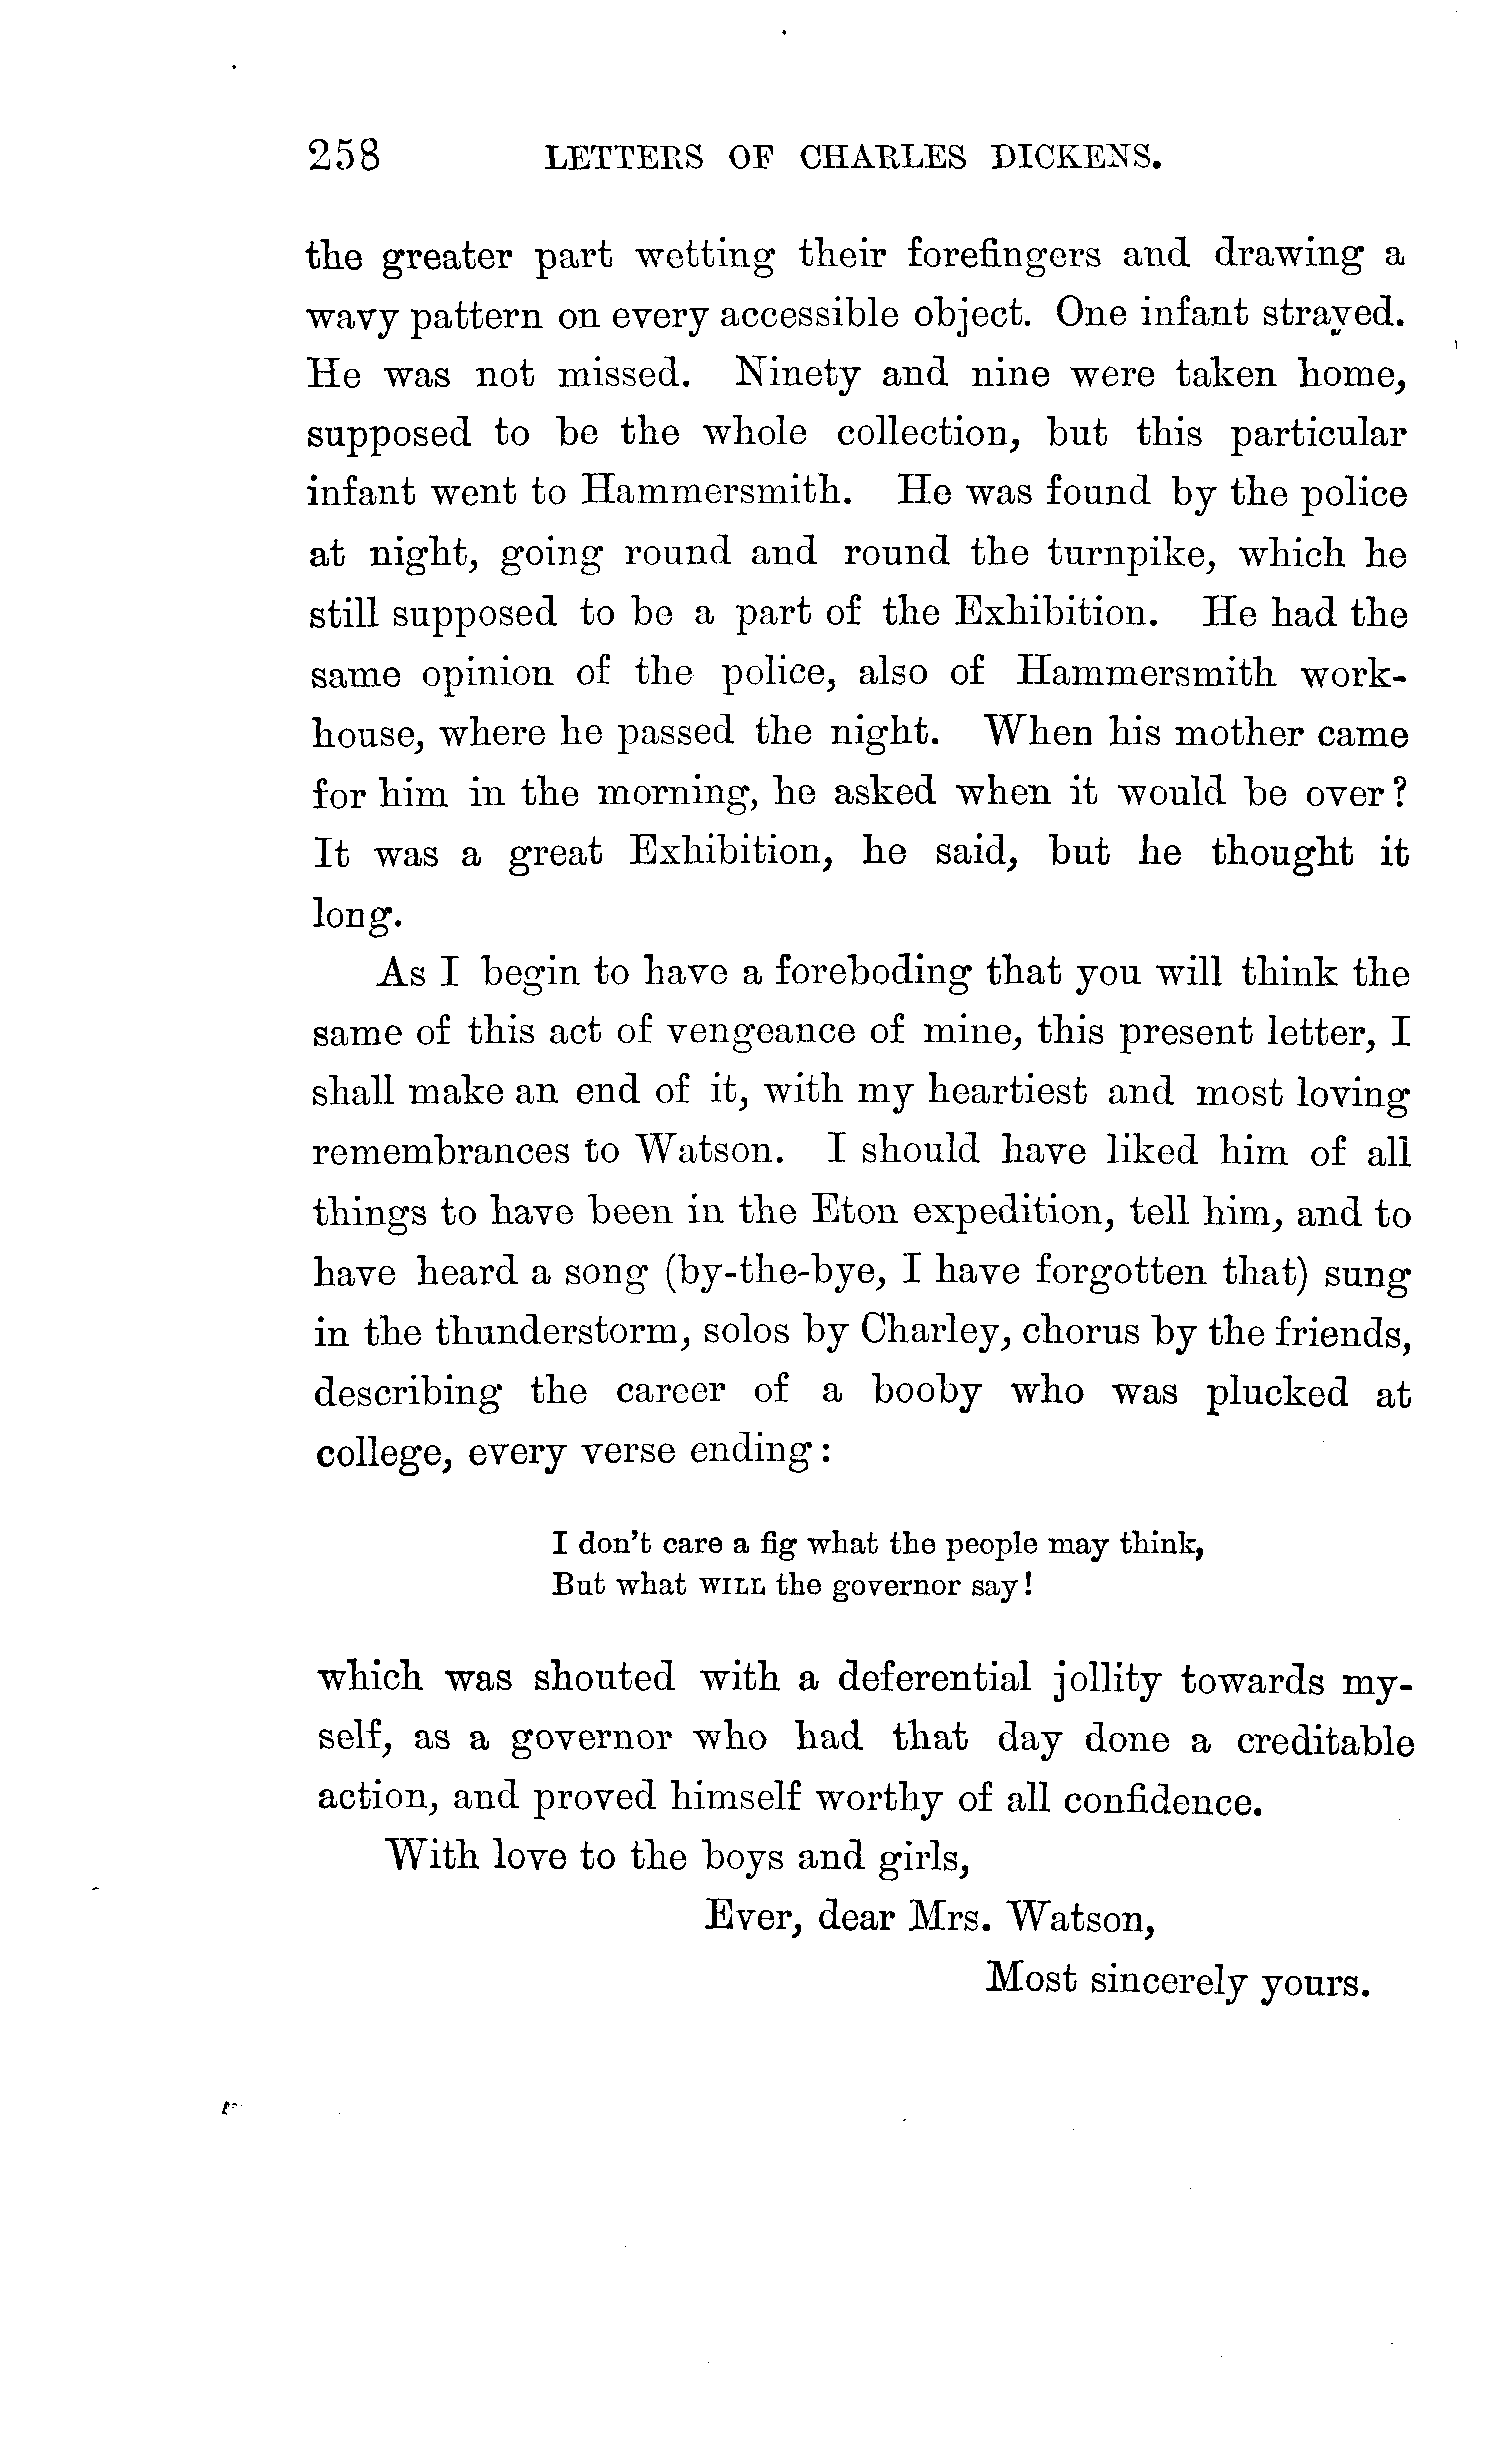 258 LETTERS OF CHARLES DICKENS.
the greater part wetting their forefingers and drawing a
wavy pattern on every accessible object. One infant strayed.
He was not missed. Ninety and nine were taken home,
supposed to be the whole collection, but this particular
infant went to Hammersmith. He was found by the police
at night, going round and round the turnpike, which he
still supposed to be a part of the Exhibition. He had the
same opinion of the police, also of Hammersmith work-
house, where he passed the night. When his mother came
for him in the morning, he asked when it would be over?
It was a great Exhibition, he said, but he thought it
long.
As I begin to have a foreboding that you will think the
same of this act of vengeance of mine, this present letter, I
shall make an end of it, with my heartiest and most loving
remembrances to Watson. I should have liked him of all
things to have been in the Eton expedition, tell him, and to
have heard a song (by-the-bye, I have forgotten that) sung
in the thunderstorm, solos by Charley, chorus by the friends,
describing the career of a booby who was plucked at
college, every verse ending:
I don't care a fig what the people may think,
But what WILL the governor say!
which was shouted with a deferential jollity towards my-
self, as a governor who had that day done a creditable
action, and proved himself worthy of all confidence.
With love to the boys and girls,
Ever, dear Mrs. Watson,
Most sincerely yours.